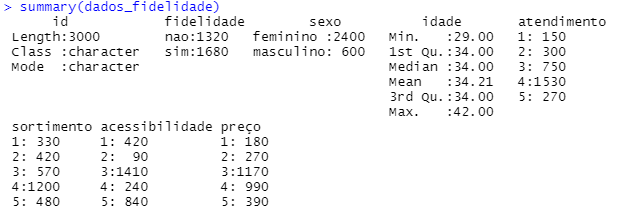 > summary(dados_fidelidade)
      id            fidelidade        sexo           idade        atendimento
Length:3000        nao:1320   feminino :2400   Min.   :29.00   1: 150
Class :character   sim:1680   masculino: 600   1st Qu.:34.00   2: 300
Mode  :character                               Median :34.00   3: 750
                                               Mean   :34.21   4:1530
                                               3rd Qu.:34.00   5: 270
                                               Max.   :42.00
sortimento acessibilidade preço
1: 330     1: 420         1: 180
2: 420     2:  90         2: 270
3: 570     3:1410         3:1170
4:1200     4: 240         4: 990
5: 480     5: 840         5: 390